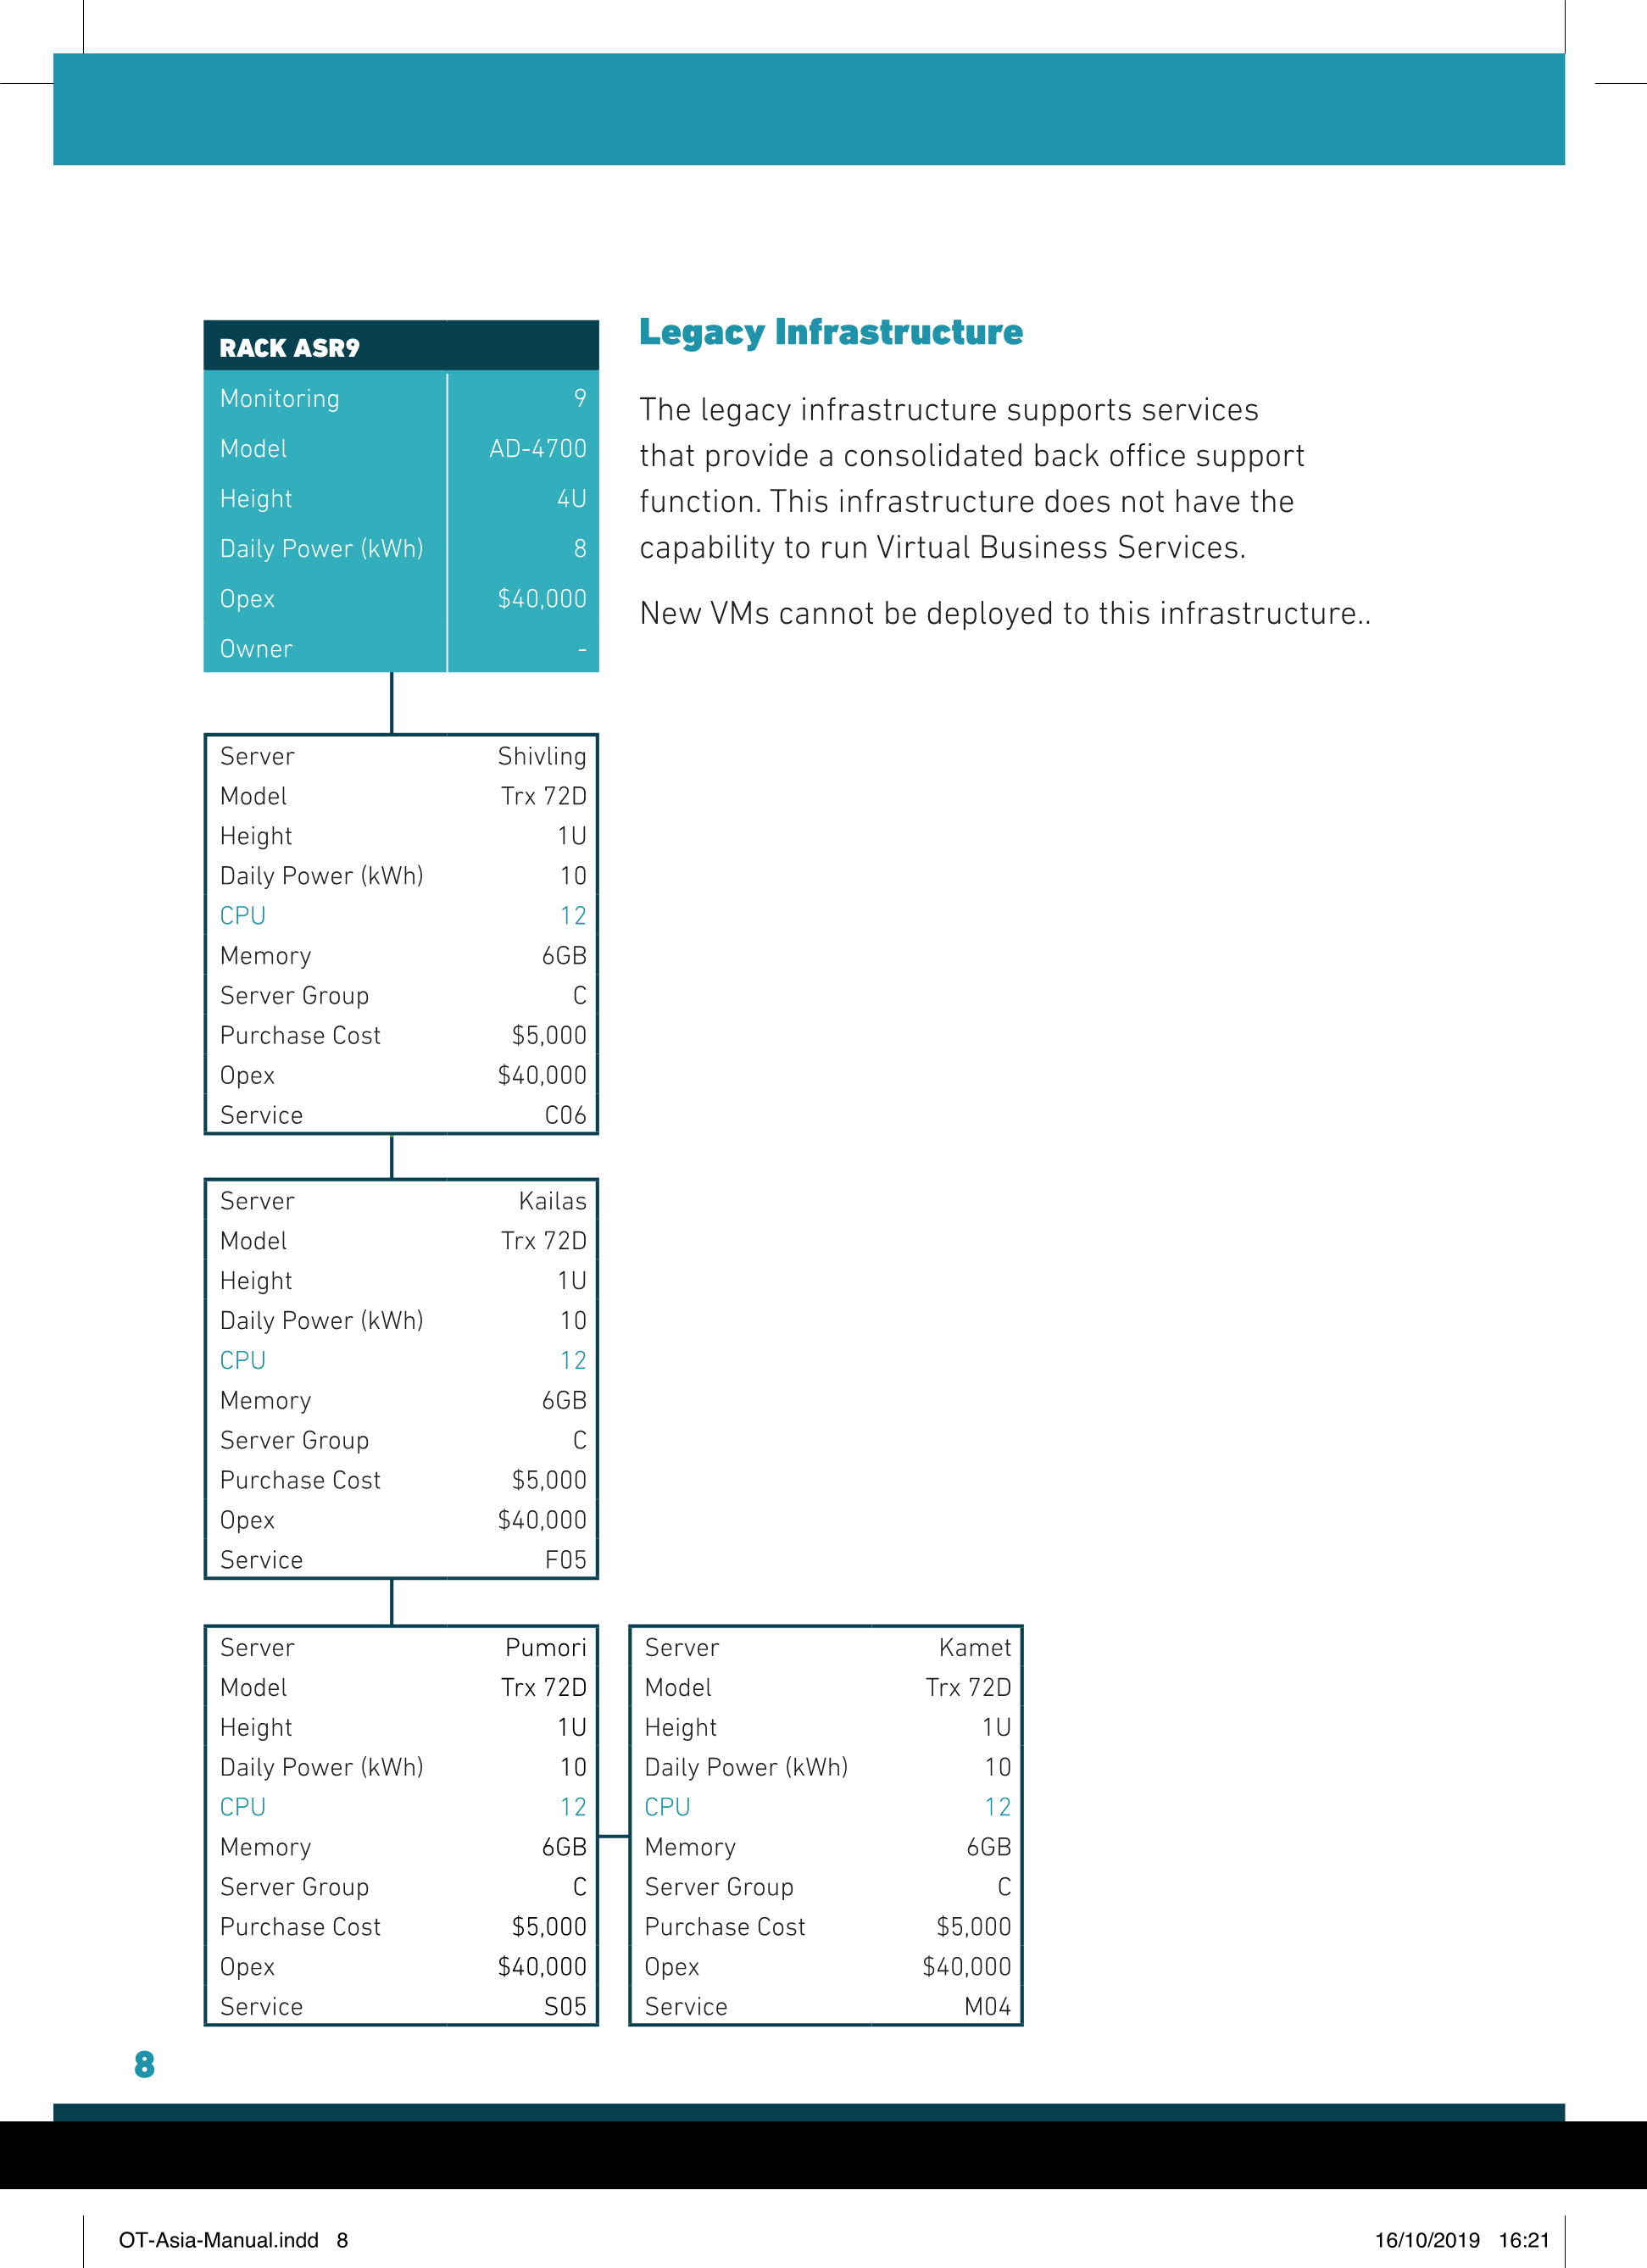 RACK ASR9
Monitoring 9
Model AD-4700
Height 4U
Daily Power (kWh) 8
Opex $40,000
Owner -
Legacy Infrastructure
The legacy infrastructure supports services
that provide a consolidated back office support
function. This infrastructure does not have the
capability to run Virtual Business Services.
New VMs cannot be deployed to this infrastructure..
Server Shivling
Model Trx 72D
Height 1U
Daily Power (kWh) 10
CPU 12
Memory 6GB
Server Group C
Purchase Cost $5,000
Opex $40,000
Service C06
Server Kailas
Model Trx 72D
Height 1U
Daily Power (kWh) 10
CPU 12
Memory 6GB
Server Group C
Purchase Cost $5,000
Opex $40,000
Service F05
Server Pumori
Model Trx 72D
Height 1U
Daily Power (kWh) 10
CPU 12
Memory 6GB
Server Group C
Purchase Cost $5,000
Opex $40,000
Service S05
Server Kamet
Model Trx 72D
Height 1U
Daily Power (kWh) 10
CPU 12
Memory 6GB
Server Group C
Purchase Cost $5,000
Opex $40,000
Service M04
8
OT-Asia-Manual.indd 8
16/10/2019 16:21